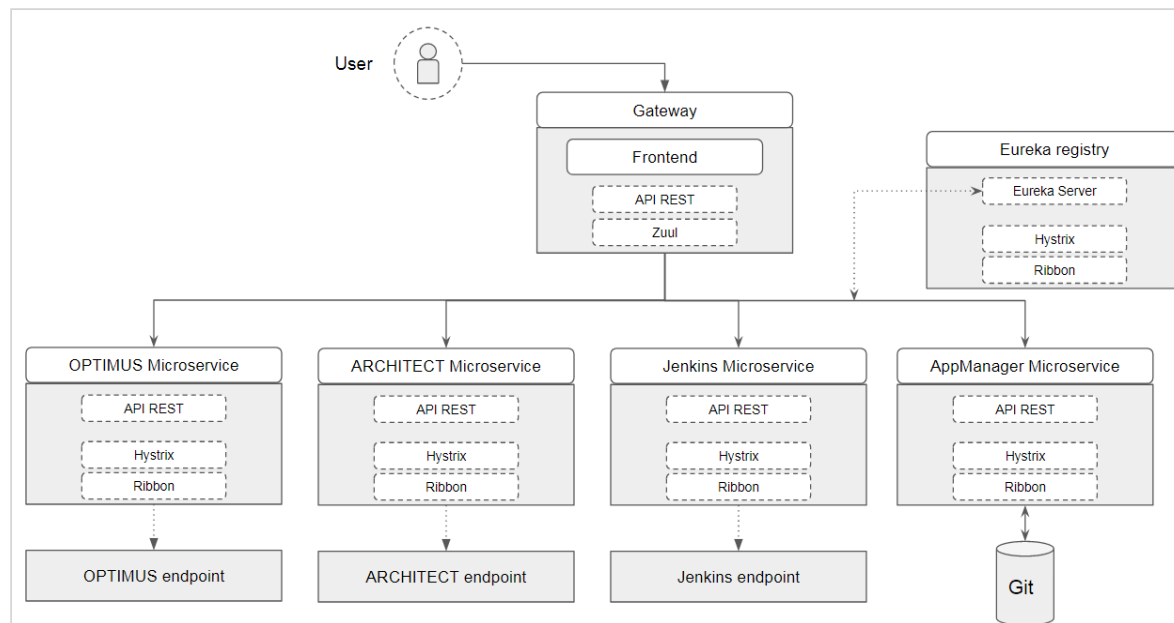 User
Gateway
Frontend
API REST
Zuul
Eureka registry
Eureka Server
Hystrix
Ribbon
OPTIMUS Microservice
API REST
Hystrix
Ribbon
OPTIMUS endpoint
ARCHITECT Microservice
API REST
Hystrix
Ribbon
ARCHITECT endpoint
Jenkins Microservice
API REST
Hystrix
Ribbon
Jenkins endpoint
AppManager Microservice
API REST
Hystrix
Ribbon
Git